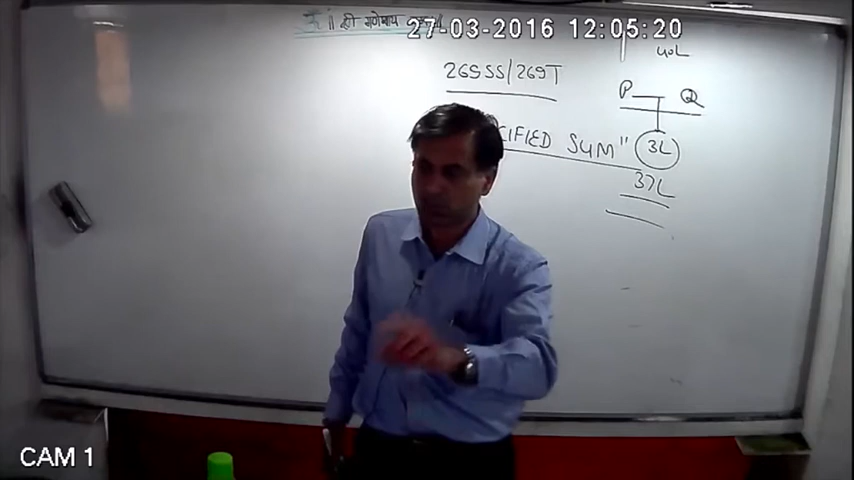 27-03-2016 12:05:20
40L
269SS/269T
P Q
CIFIED SUM" 3L
37L
CAM 1